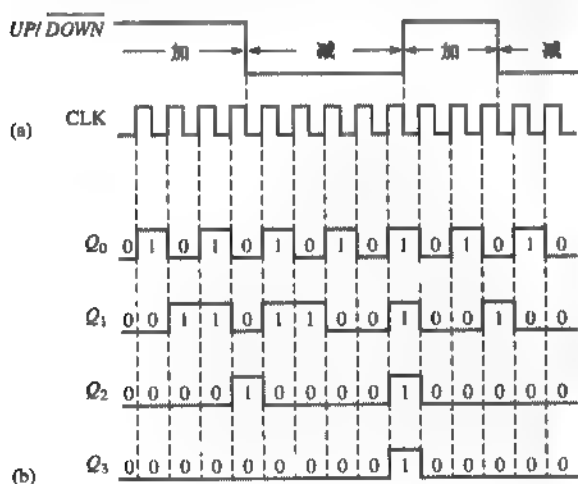 UP/DOWN
加 减 加 减
(a) CLK
Q₀ 0 1 0 1 0 1 0 1 0 1 0 1 0 1 0
Q₁ 0 0 1 1 0 1 1 0 0 1 0 0 1 0 0
Q₂ 0 0 0 0 1 0 0 0 0 1 0 0 0 0 0
(b) Q₃ 0 0 0 0 0 0 0 0 0 1 0 0 0 0 0